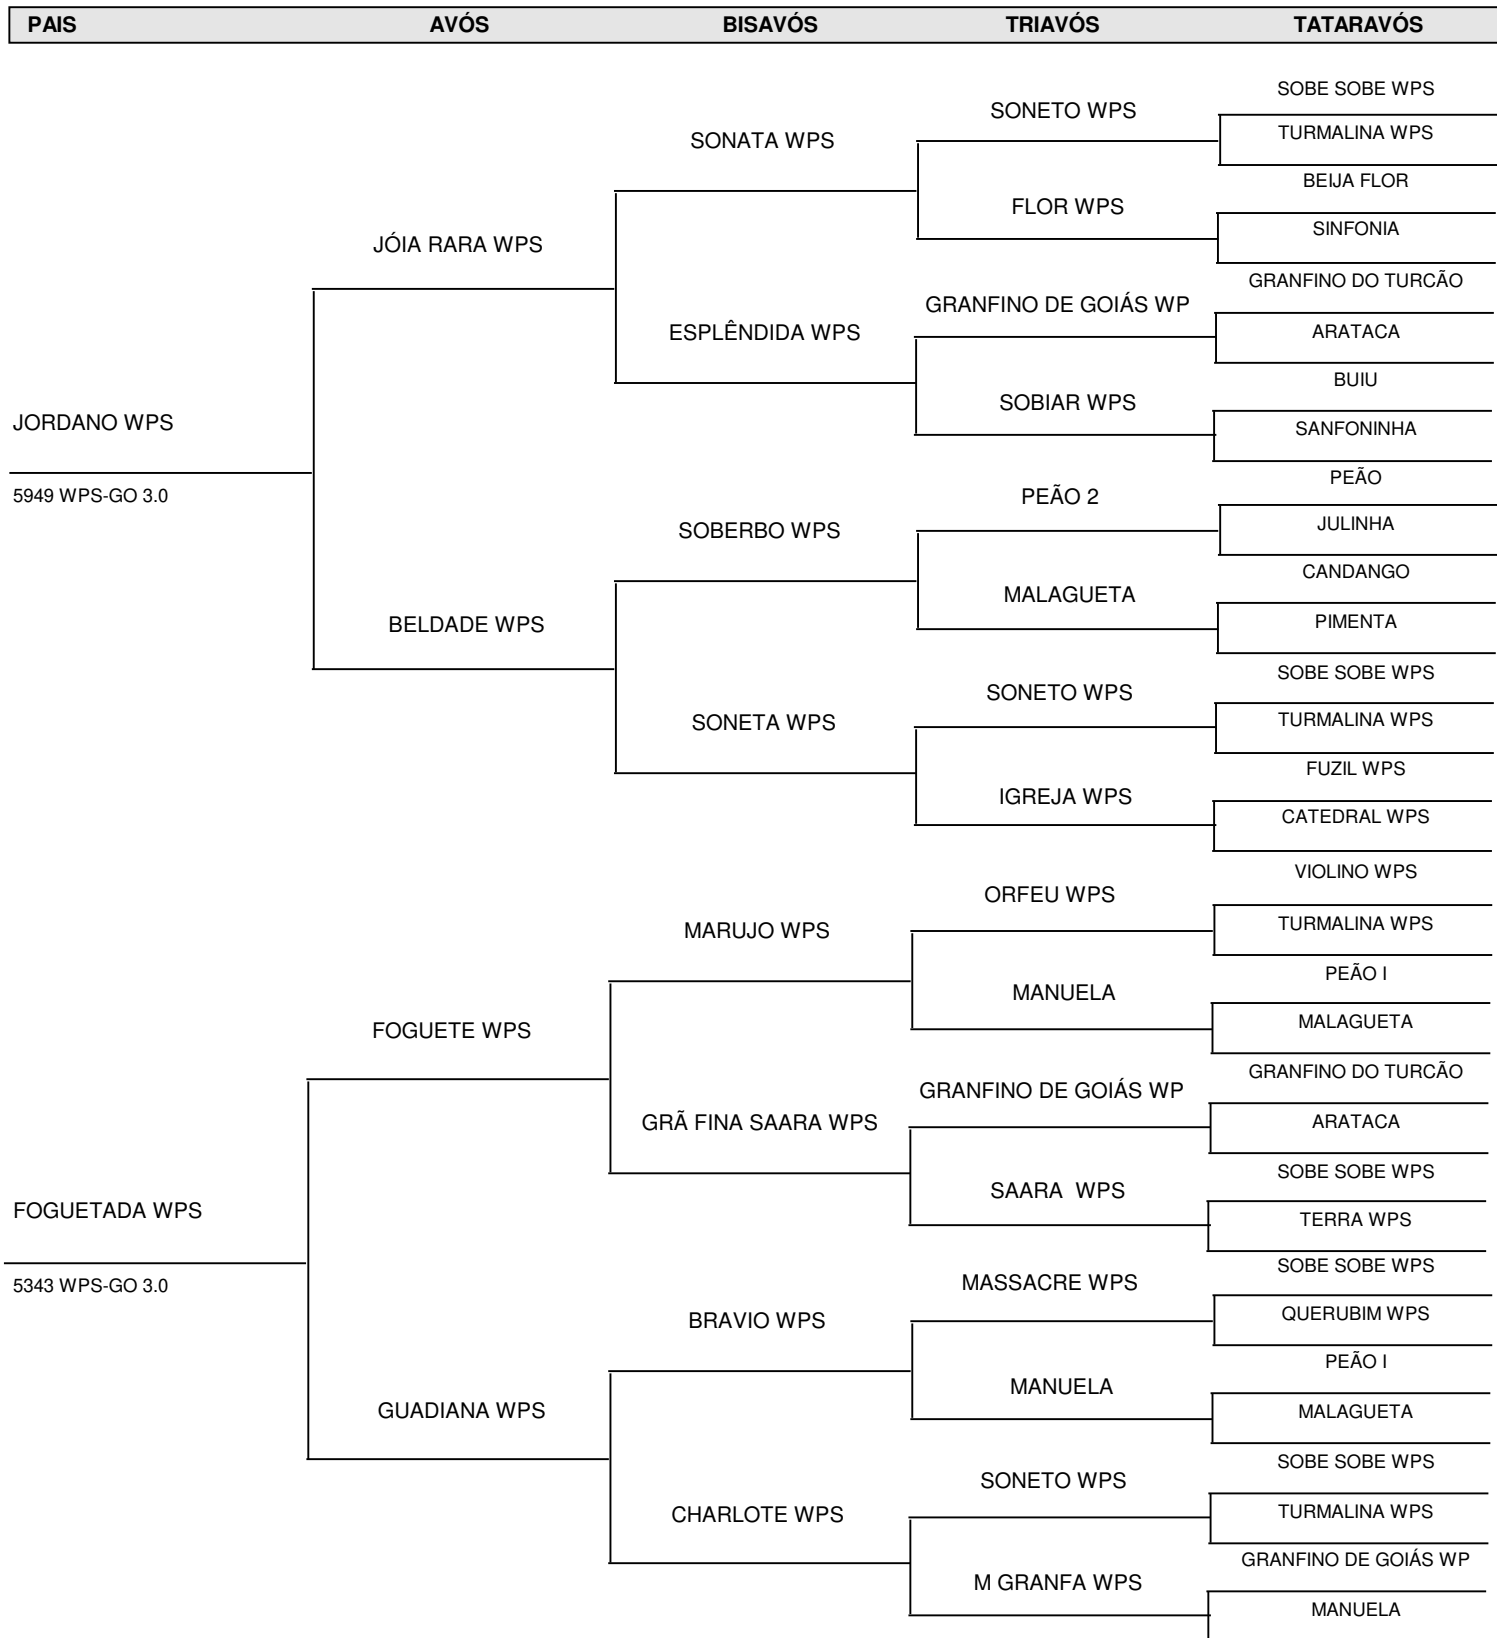 PAIS AVÓS BISAVÓS TRIAVÓS TATARAVÓS
SOBE SOBE WPS
SONETO WPS
TURMALINA WPS
SONATA WPS
BEIJA FLOR
FLOR WPS
SINFONIA
JÓIA RARA WPS
GRANFINO DO TURCÃO
GRANFINO DE GOIÁS WP
ARATACA
ESPLÊNDIDA WPS
BUIU
SOBIAR WPS
SANFONINHA
JORDANO WPS
5949 WPS-GO 3.0
PEÃO
PEÃO 2
JULINHA
SOBERBO WPS
CANDANGO
MALAGUETA
PIMENTA
BELDADE WPS
SOBE SOBE WPS
SONETO WPS
TURMALINA WPS
SONETA WPS
FUZIL WPS
IGREJA WPS
CATEDRAL WPS
VIOLINO WPS
ORFEU WPS
TURMALINA WPS
MARUJO WPS
PEÃO I
MANUELA
MALAGUETA
FOGUETE WPS
GRANFINO DO TURCÃO
GRANFINO DE GOIÁS WP
ARATACA
GRÃ FINA SAARA WPS
SOBE SOBE WPS
SAARA WPS
TERRA WPS
FOGUETADA WPS
5343 WPS-GO 3.0
SOBE SOBE WPS
MASSACRE WPS
QUERUBIM WPS
BRAVIO WPS
PEÃO I
MANUELA
MALAGUETA
GUADIANA WPS
SOBE SOBE WPS
SONETO WPS
TURMALINA WPS
CHARLOTE WPS
GRANFINO DE GOIÁS WP
M GRANFA WPS
MANUELA